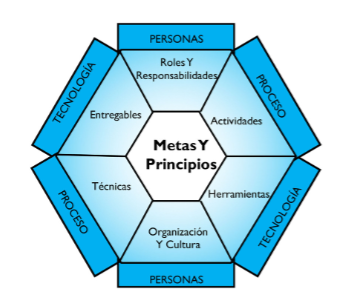 PERSONAS
Roles Y
Responsabilidades
TECNOLOGÍA
PROCESO
Entregables
Actividades
Metas Y
Principios
Técnicas
Herramientas
PROCESO
TECNOLOGÍA
Organización
Y Cultura
PERSONAS